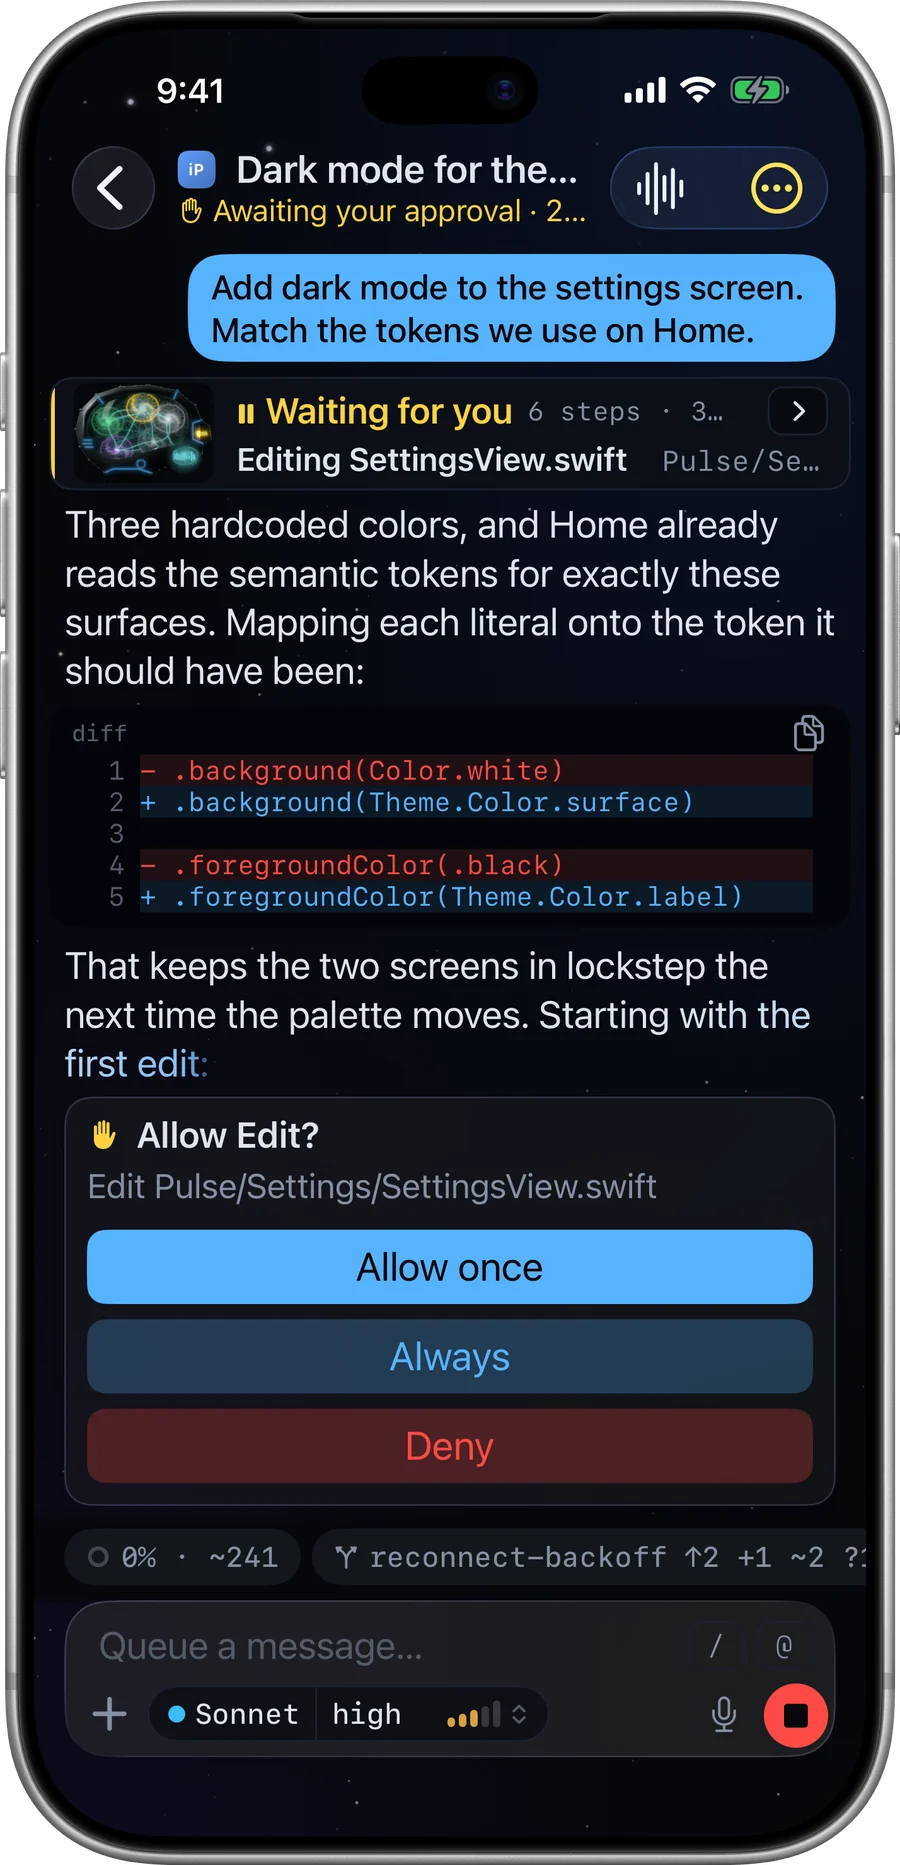 9:41
iP Dark mode for the...
Awaiting your approval · 2...
Add dark mode to the settings screen.
Match the tokens we use on Home.
Waiting for you 6 steps · 3...
Editing SettingsView.swift Pulse/Se...
Three hardcoded colors, and Home already
reads the semantic tokens for exactly these
surfaces. Mapping each literal onto the token it
should have been:
diff
1 - .background(Color.white)
2 + .background(Theme.Color.surface)
3
4 - .foregroundColor(.black)
5 + .foregroundColor(Theme.Color.label)
That keeps the two screens in lockstep the
next time the palette moves. Starting with the
first edit:
Allow Edit?
Edit Pulse/Settings/SettingsView.swift
Allow once
Always
Deny
0% · ~241 reconnect-backoff ↑2 +1 ~2 ?1
Queue a message... / @
+ Sonnet high